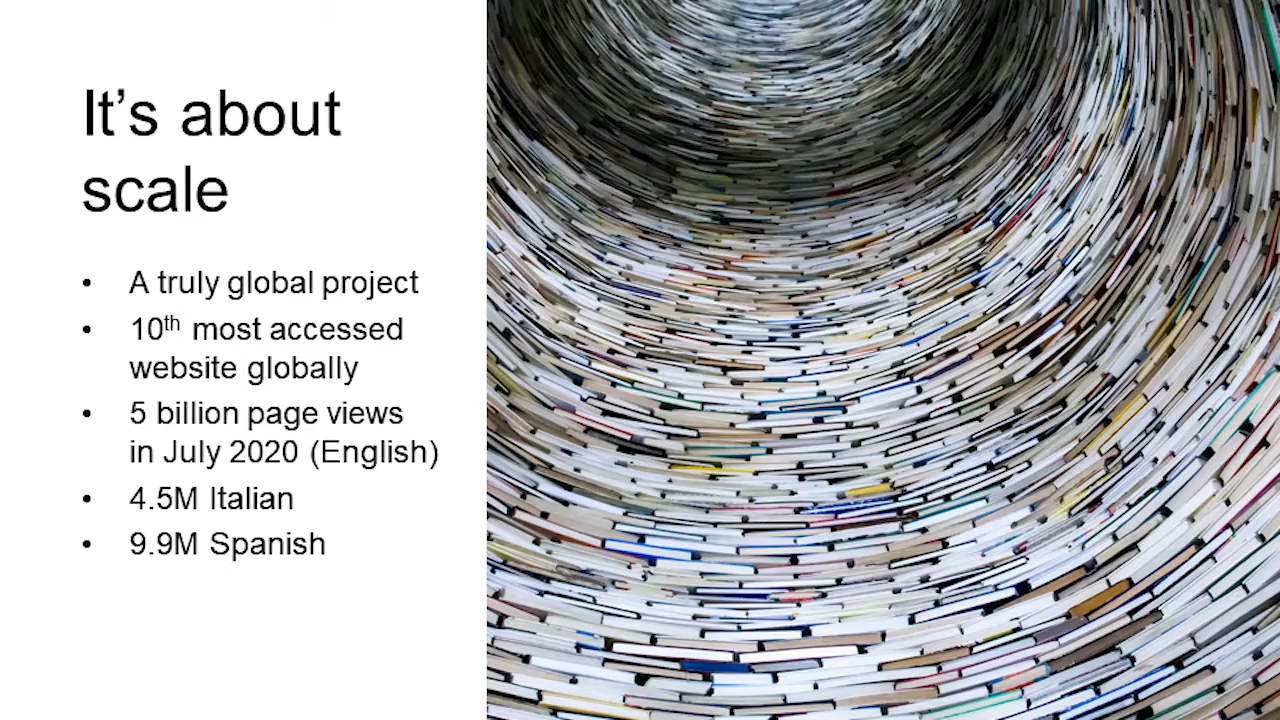 It’s about
scale
• A truly global project
• 10th most accessed
website globally
• 5 billion page views
in July 2020 (English)
• 4.5M Italian
• 9.9M Spanish